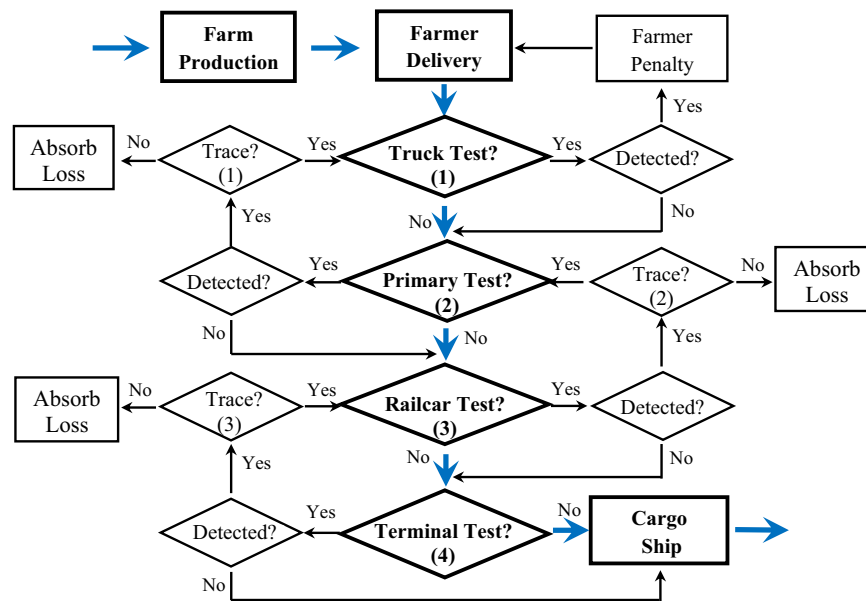 Farm
Production
Farmer
Delivery
Farmer
Penalty
Yes
Absorb
Loss
No
Trace?
(1)
Yes
Truck Test?
(1)
Yes
Detected?
Yes
No
No
Detected?
Yes
Primary Test?
(2)
Yes
Trace?
(2)
No
Absorb
Loss
No
No
Yes
Absorb
Loss
No
Trace?
(3)
Yes
Railcar Test?
(3)
Yes
Detected?
Yes
No
No
Detected?
Yes
Terminal Test?
(4)
No
Cargo
Ship
No